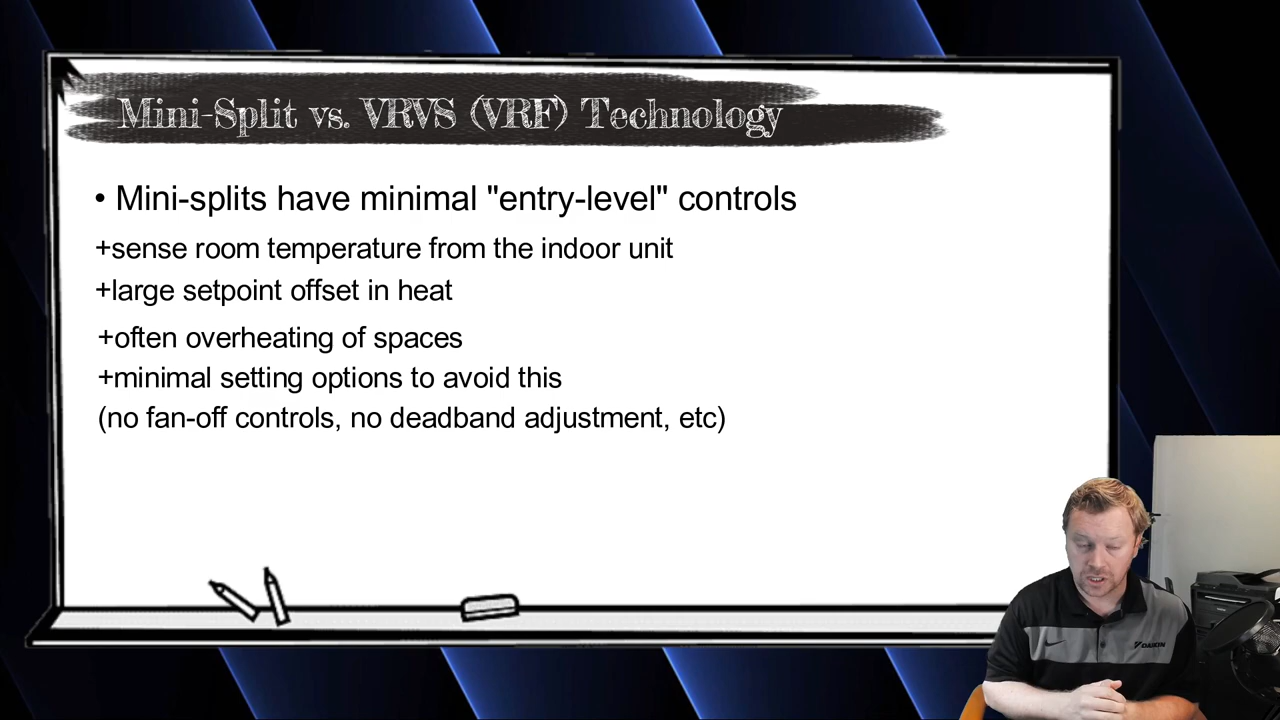 Mini-Split vs. VRVS (VRF) Technology
• Mini-splits have minimal "entry-level" controls
+sense room temperature from the indoor unit
+large setpoint offset in heat
+often overheating of spaces
+minimal setting options to avoid this
(no fan-off controls, no deadband adjustment, etc)
DAIKIN